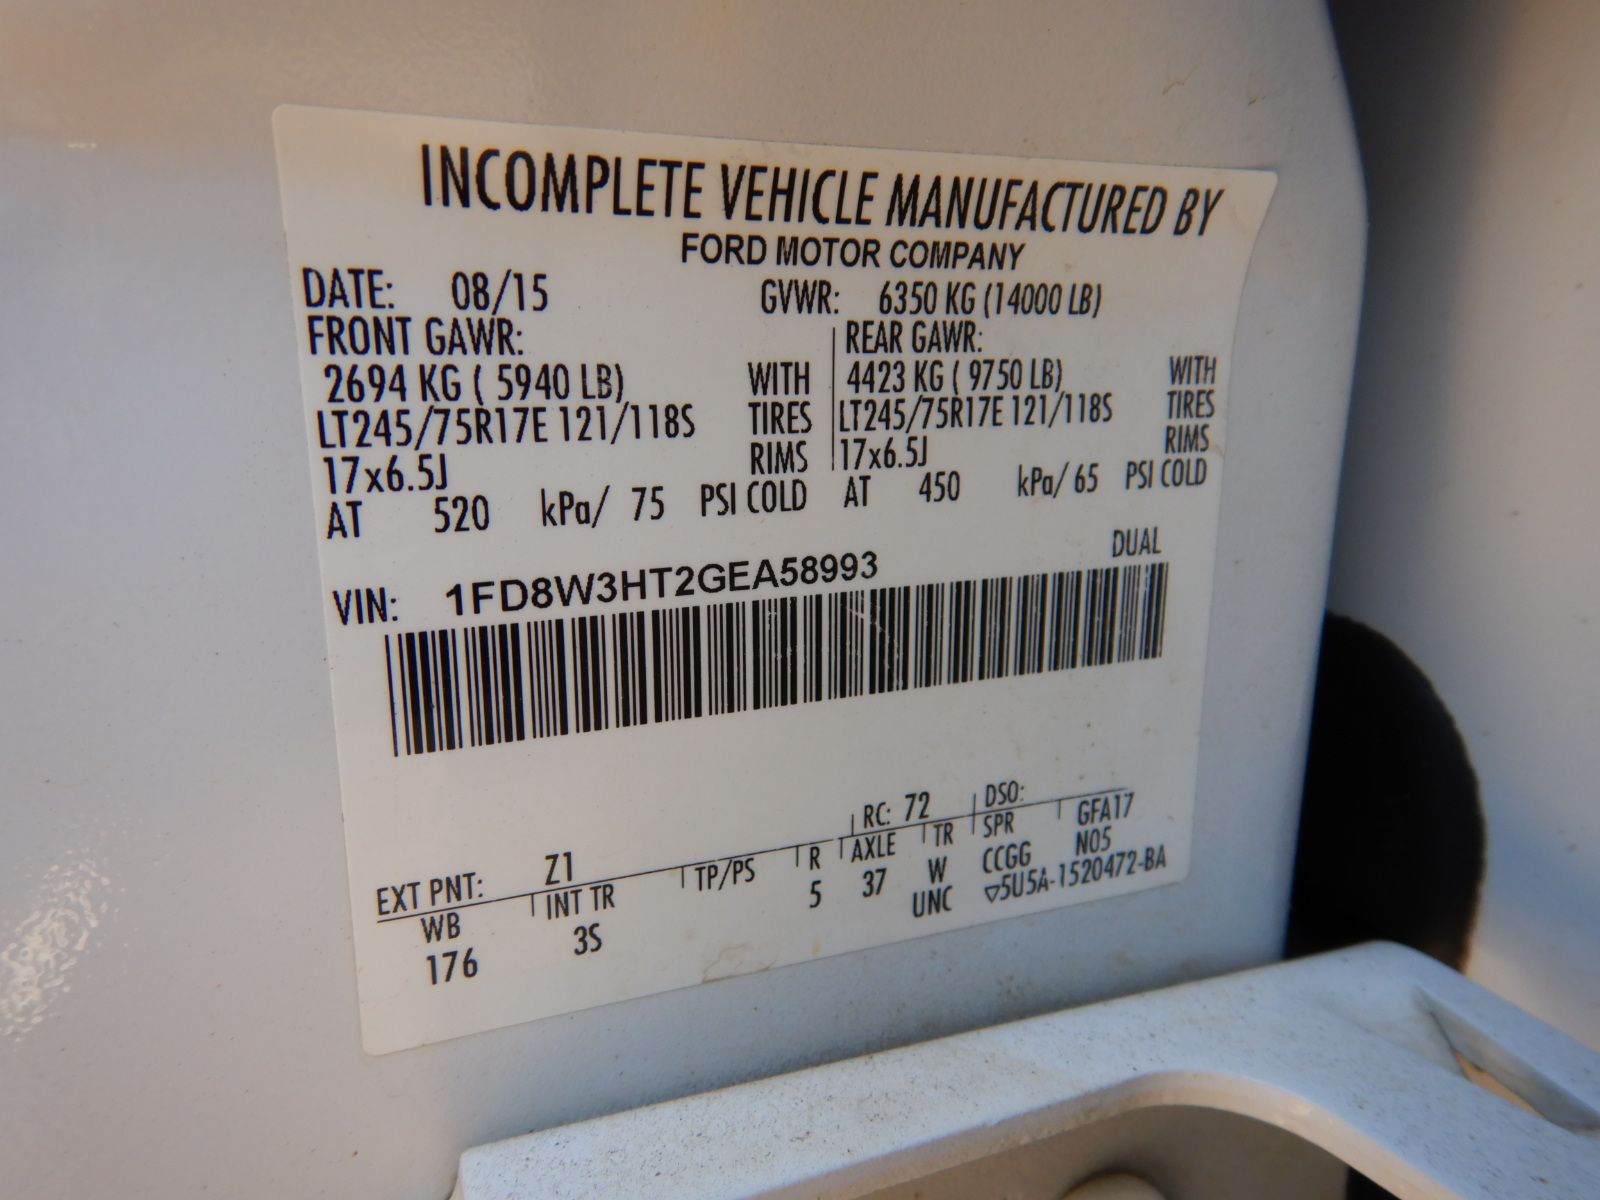 INCOMPLETE VEHICLE MANUFACTURED BY
FORD MOTOR COMPANY
DATE: 08/15 GVWR: 6350 KG (14000 LB)
FRONT GAWR: REAR GAWR:
2694 KG ( 5940 LB) WITH 4423 KG ( 9750 LB) WITH
LT245/75R17E 121/118S TIRES LT245/75R17E 121/118S TIRES
17x6.5J RIMS 17x6.5J RIMS
AT 520 kPa/ 75 PSI COLD AT 450 kPa/ 65 PSI COLD
DUAL
VIN: 1FD8W3HT2GEA58993
EXT PNT: Z1 RC: 72 DSO:
WB INT TR TP/PS R AXLE TR SPR GFA17
176 3S 5 37 W CCGG N05
UNC ▽5U5A-1520472-BA